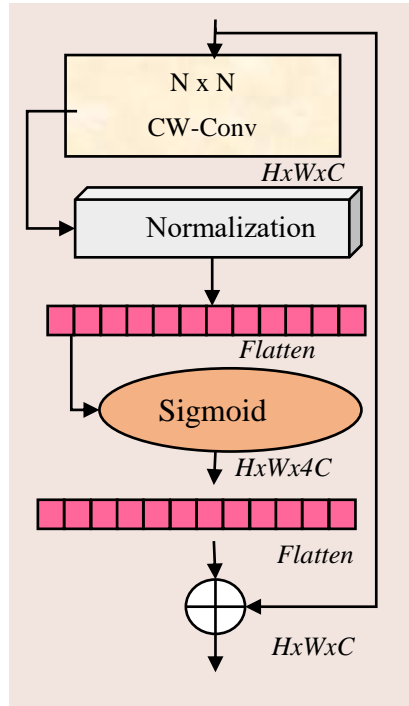 N x N
CW-Conv
HxWxC
Normalization
Flatten
Sigmoid
HxWx4C
Flatten
HxWxC